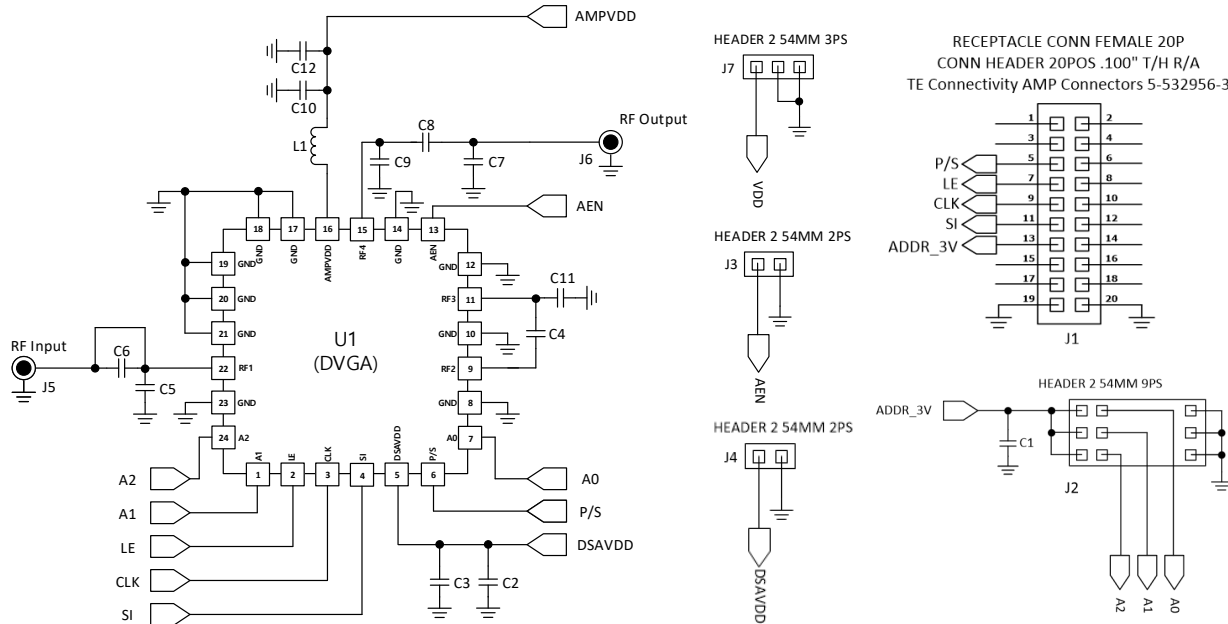 AMPVDD
C12
C10
L1
C8
C9
C7
RF Output
J6
AEN
18
17
16
15
14
13
GND
GND
AMPVDD
RF4
GND
AEN
19
GND
20
GND
21
GND
22
RF1
23
GND
24
A2
12
GND
11
RF3
10
GND
9
RF2
8
GND
7
A0
U1
(DVGA)
C11
C4
RF Input
J5
C6
C5
A1
LE
CLK
SI
DSAVDD
P/S
1
2
3
4
5
6
A2
A1
LE
CLK
SI
A0
P/S
DSAVDD
C3
C2
HEADER 2 54MM 3PS
J7
VDD
HEADER 2 54MM 2PS
J3
AEN
HEADER 2 54MM 2PS
J4
DSAVDD
RECEPTACLE CONN FEMALE 20P
CONN HEADER 20POS .100" T/H R/A
TE Connectivity AMP Connectors 5-532956-3
1
2
3
4
P/S
5
6
LE
7
8
CLK
9
10
SI
11
12
ADDR_3V
13
14
15
16
17
18
19
20
J1
HEADER 2 54MM 9PS
ADDR_3V
C1
J2
A2
A1
A0